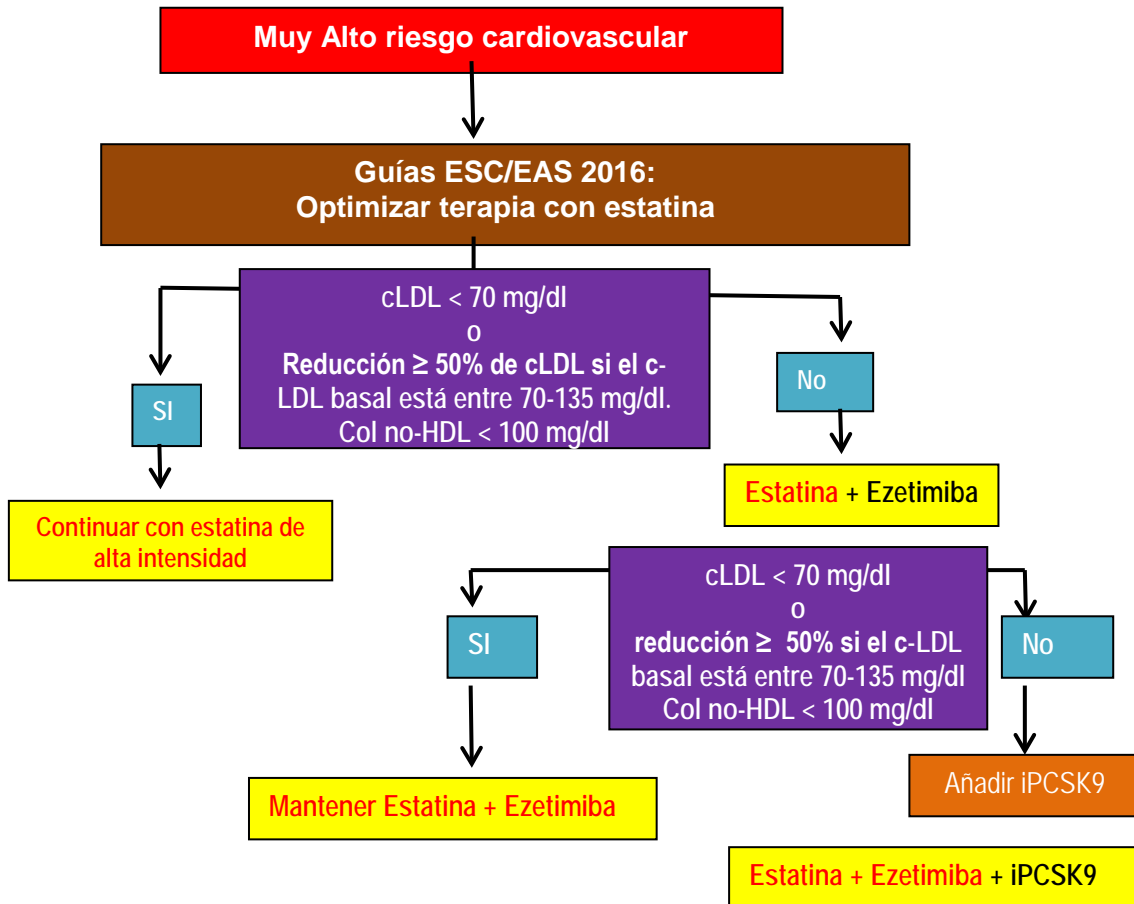 Muy Alto riesgo cardiovascular
Guías ESC/EAS 2016:
Optimizar terapia con estatina
cLDL < 70 mg/dl
o
Reducción ≥ 50% de cLDL si el c-
LDL basal está entre 70-135 mg/dl.
Col no-HDL < 100 mg/dl
SI
No
Continuar con estatina de
alta intensidad
Estatina + Ezetimiba
cLDL < 70 mg/dl
o
reducción ≥ 50% si el c-LDL
basal está entre 70-135 mg/dl
Col no-HDL < 100 mg/dl
SI
No
Mantener Estatina + Ezetimiba
Añadir iPCSK9
Estatina + Ezetimiba + iPCSK9